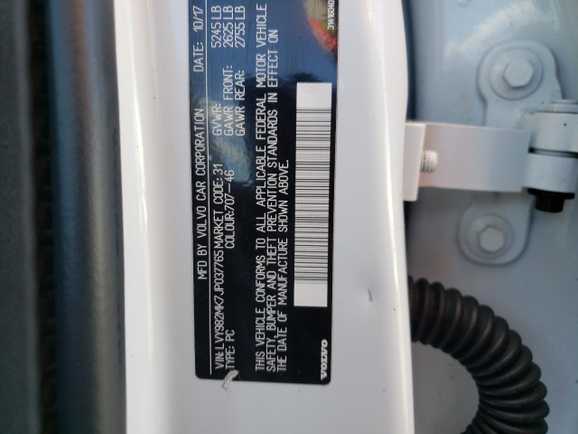 MFD BY VOLVO CAR CORPORATION DATE: 10/17
GVWR: 5245 LB
GAWR FRONT: 2625 LB
GAWR REAR: 2755 LB
VIN: LVY982MK7JP037765 MARKET CODE: 31
TYPE: PC COLOUR: 707-46
THIS VEHICLE CONFORMS TO ALL APPLICABLE FEDERAL MOTOR VEHICLE
SAFETY, BUMPER AND THEFT PREVENTION STANDARDS IN EFFECT ON
THE DATE OF MANUFACTURE SHOWN ABOVE.
VOLVO